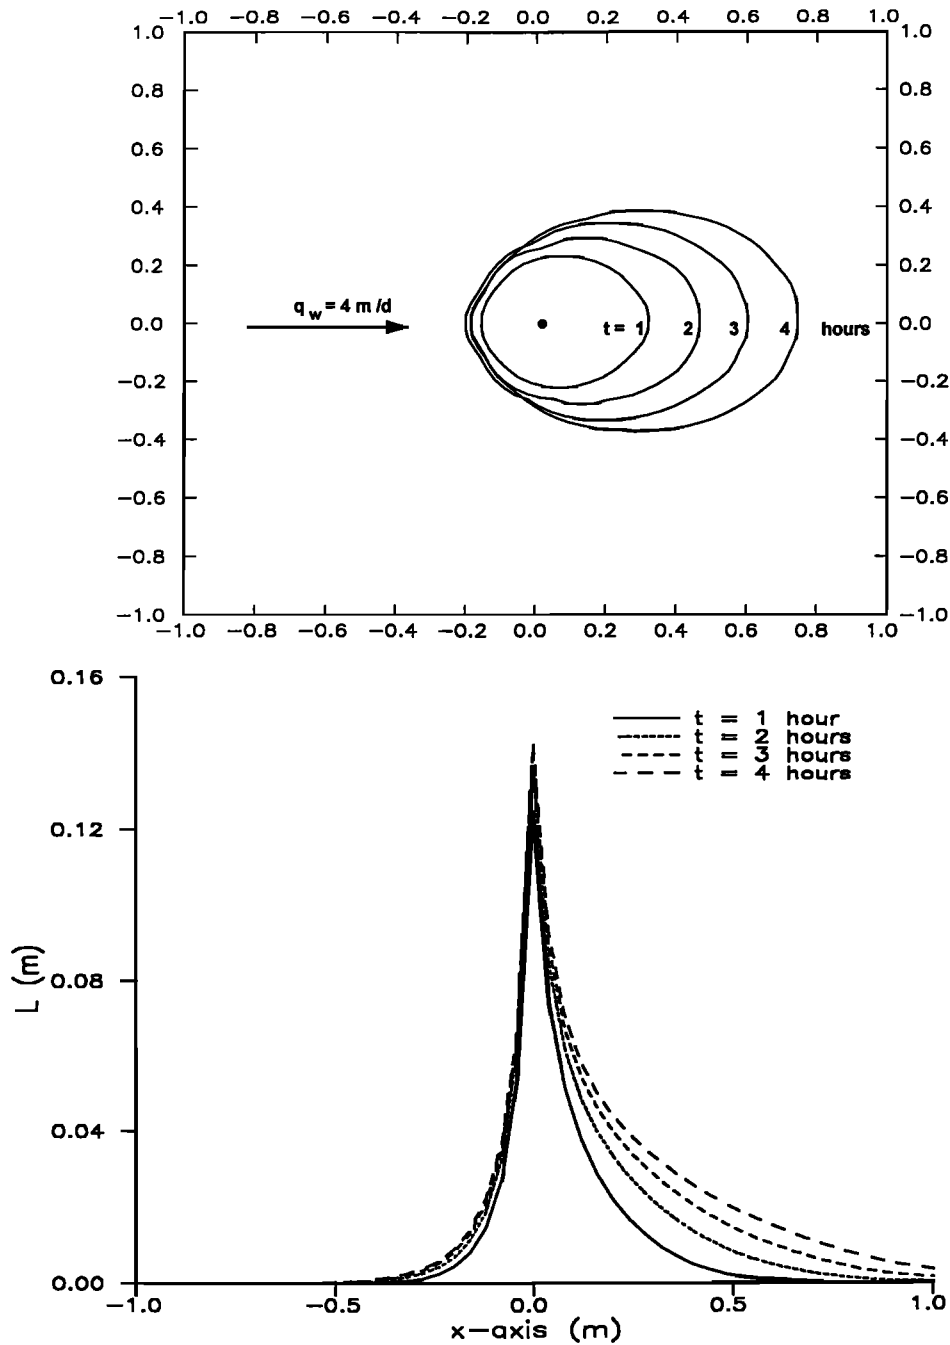 -1.0 -0.8 -0.6 -0.4 -0.2 0.0 0.2 0.4 0.6 0.8 1.0
1.0 1.0
0.8 0.8
0.6 0.6
0.4 0.4
0.2 0.2
q w = 4 m /d
0.0 t = 1 2 3 4 hours 0.0
-0.2 -0.2
-0.4 -0.4
-0.6 -0.6
-0.8 -0.8
-1.0 -1.0
-1.0 -0.8 -0.6 -0.4 -0.2 0.0 0.2 0.4 0.6 0.8 1.0
0.16
t = 1 hour
t = 2 hours
t = 3 hours
t = 4 hours
0.12
L (m)
0.08
0.04
0.00
-1.0 -0.5 0.0 0.5 1.0
x-axis (m)